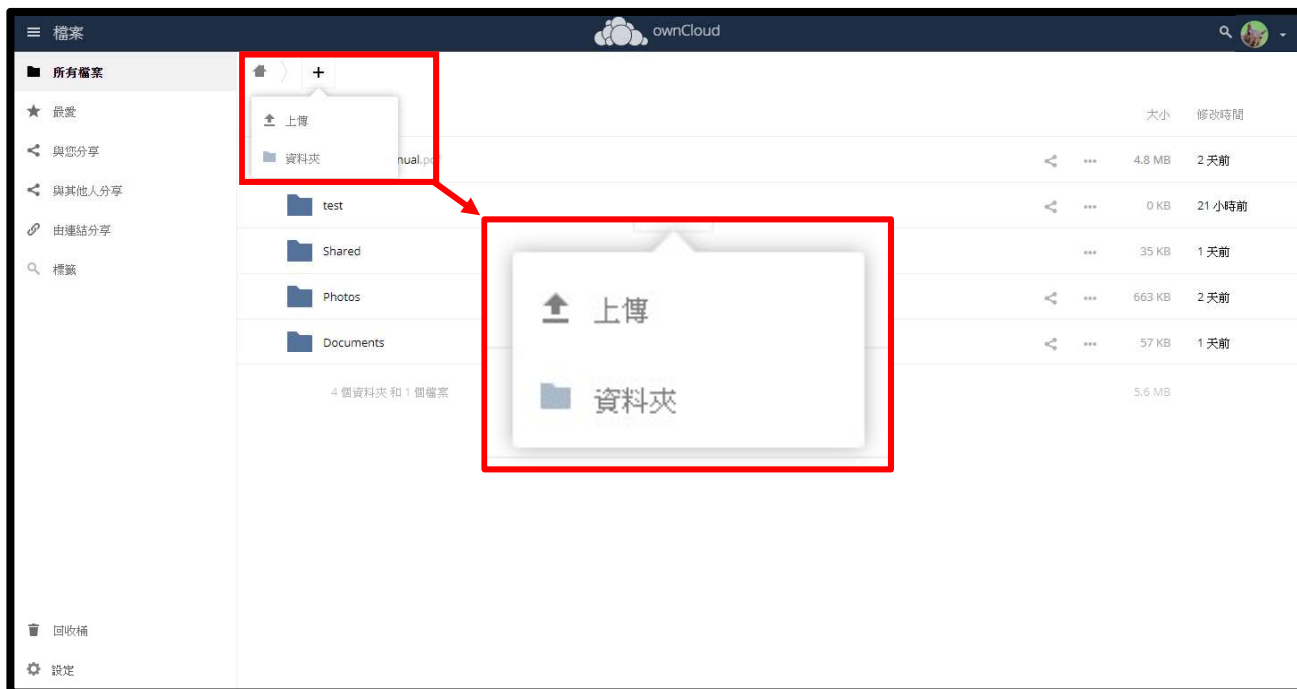 檔案
ownCloud
所有檔案
最愛
與您分享
與其他人分享
由連結分享
標籤
回收桶
設定
+
上傳
資料夾
大小 修改時間
nual.pdf 4.8 MB 2 天前
test 0 KB 21 小時前
Shared 35 KB 1 天前
Photos 663 KB 2 天前
Documents 57 KB 1 天前
4 個資料夾 和 1 個檔案 5.6 MB
上傳
資料夾